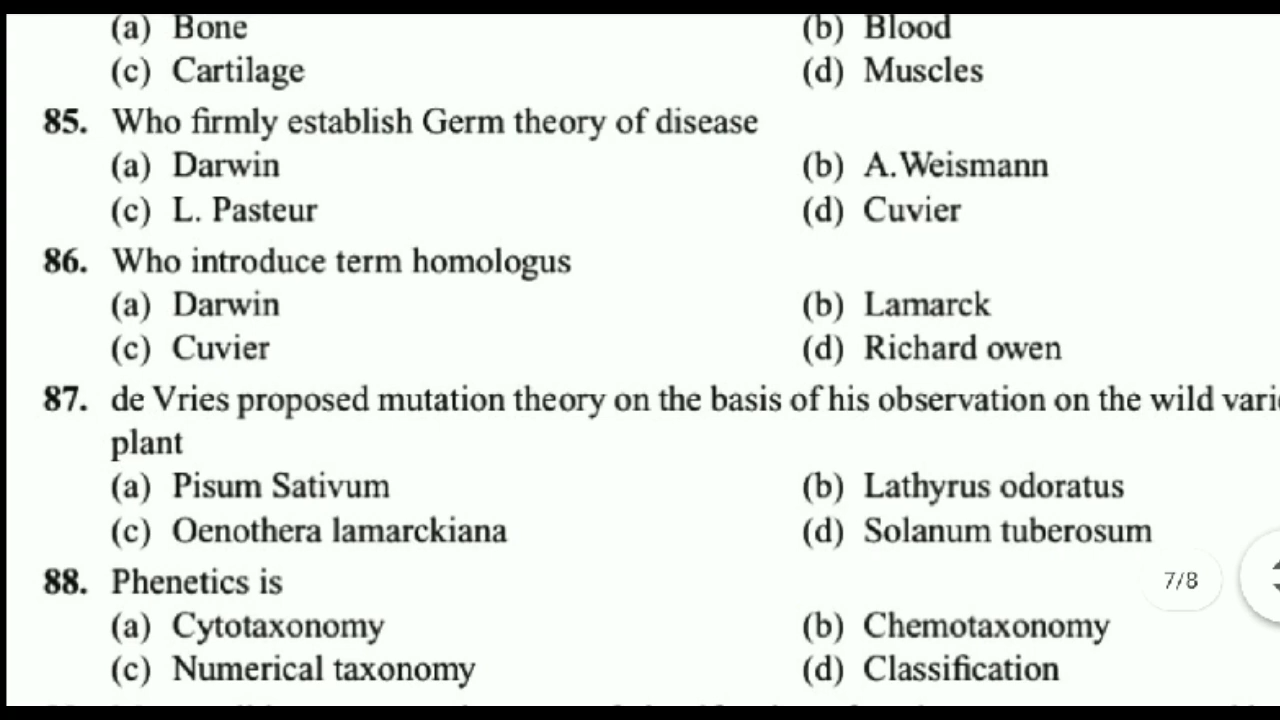 (a) Bone (b) Blood
(c) Cartilage (d) Muscles
85. Who firmly establish Germ theory of disease
(a) Darwin (b) A.Weismann
(c) L. Pasteur (d) Cuvier
86. Who introduce term homologus
(a) Darwin (b) Lamarck
(c) Cuvier (d) Richard owen
87. de Vries proposed mutation theory on the basis of his observation on the wild
plant
(a) Pisum Sativum (b) Lathyrus odoratus
(c) Oenothera lamarckiana (d) Solanum tuberosum
88. Phenetics is
7/8
(a) Cytotaxonomy (b) Chemotaxonomy
(c) Numerical taxonomy (d) Classification